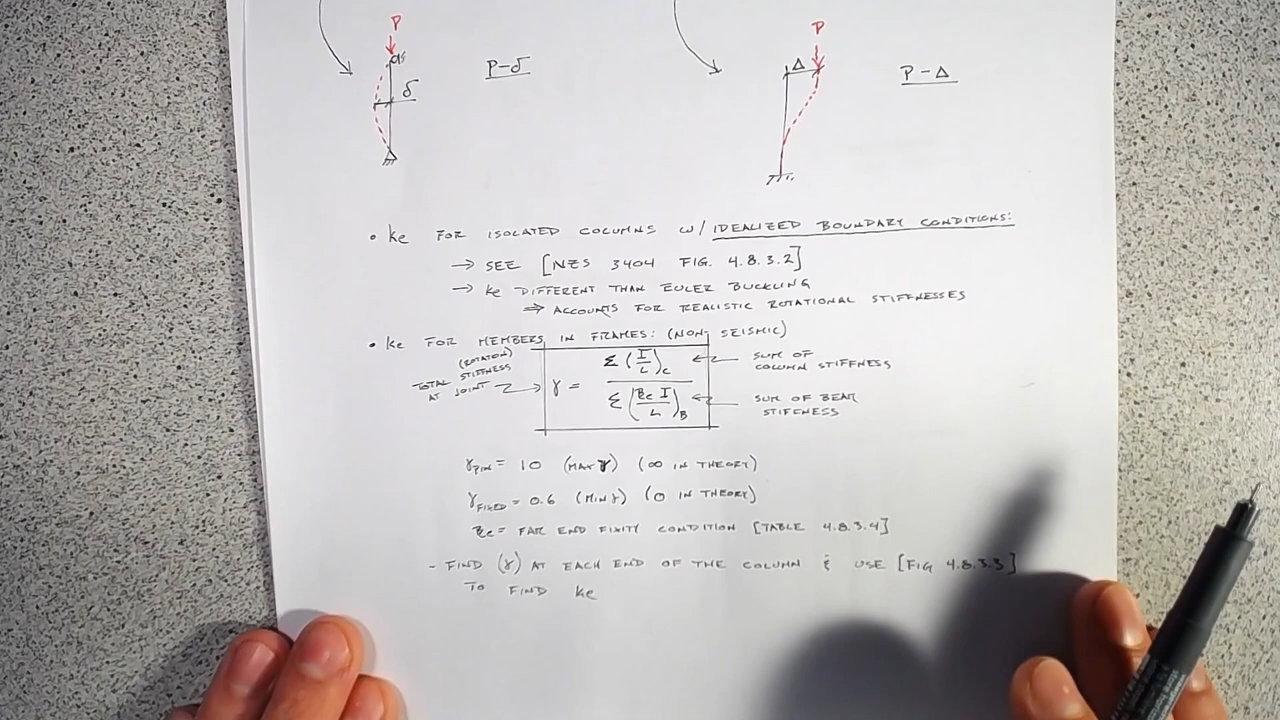 P
P
P-δ
δ
Δ
P-Δ
• ke FOR ISOLATED COLUMNS W/ IDEALIZED BOUNDARY CONDITIONS:
→ SEE [NZS 3404 FIG. 4.8.3.2]
→ ke DIFFERENT THAN EULER BUCKLING
⇒ ACCOUNTS FOR REALISTIC ROTATIONAL STIFFNESSES
• ke FOR MEMBERS IN FRAMES: (NON-SEISMIC)
(ROTATION)
TOTAL STIFFNESS
AT JOINT
γ = Σ(I/L)c / Σ(βe I/L)B
SUM OF
COLUMN STIFFNESS
SUM OF BEAM
STIFFNESS
γPIN = 10 (MAX γ) (∞ IN THEORY)
γFIXED = 0.6 (MIN γ) (0 IN THEORY)
βe = FAR END FIXITY CONDITION [TABLE 4.8.3.4]
- FIND (γ) AT EACH END OF THE COLUMN & USE [FIG 4.8.3.3]
TO FIND ke